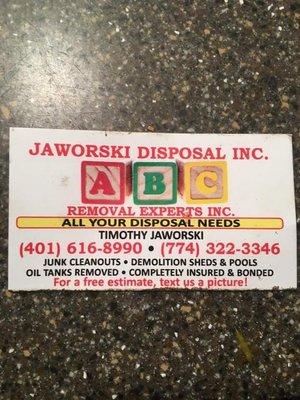 JAWORSKI DISPOSAL INC.
A B C
REMOVAL EXPERTS INC.
ALL YOUR DISPOSAL NEEDS
TIMOTHY JAWORSKI
(401) 616-8990 • (774) 322-3346
JUNK CLEANOUTS • DEMOLITION SHEDS & POOLS
OIL TANKS REMOVED • COMPLETELY INSURED & BONDED
For a free estimate, text us a picture!